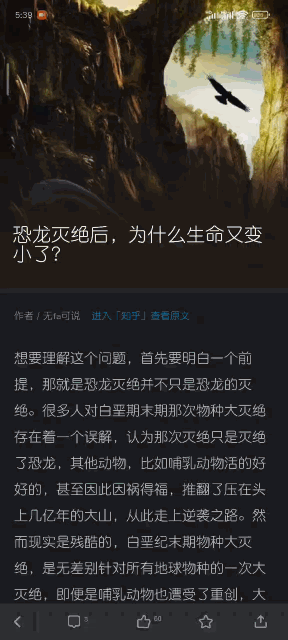 5:39
恐龙灭绝后，为什么生命又变
小了？
作者 / 无fa可说 进入「知乎」查看原文
想要理解这个问题，首先要明白一个前
提，那就是恐龙灭绝并不只是恐龙的灭
绝。很多人对白垩期末期那次物种大灭绝
存在着一个误解，认为那次灭绝只是灭绝
了恐龙，其他动物，比如哺乳动物活的好
好的，甚至因此因祸得福，推翻了压在头
上几亿年的大山，从此走上逆袭之路。然
而现实是残酷的，白垩纪末期物种大灭
绝，是无差别针对所有地球物种的一次大
灭绝，即便是哺乳动物也遭受了重创，大